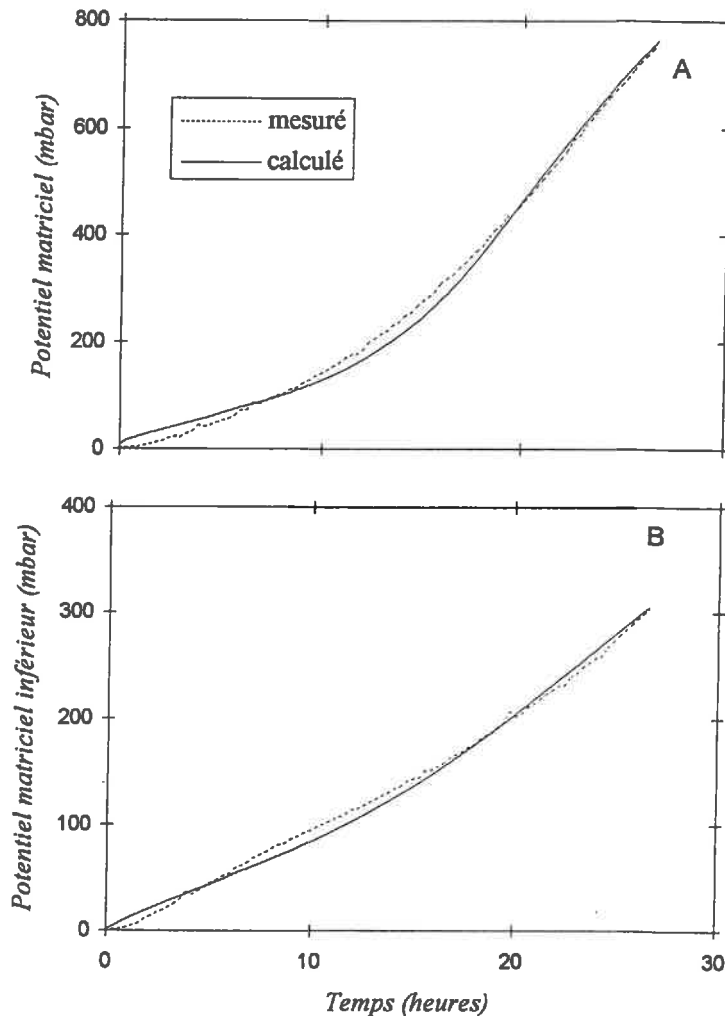 800
A
mesuré
calculé
600
Potentiel matriciel (mbar)
400
200
0
400
B
Potentiel matriciel inférieur (mbar)
300
200
100
0
0 10 20 30
Temps (heures)